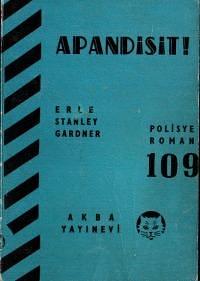 APANDİSİT!
ERLE
STANLEY
GARDNER
POLİSYE
ROMAN
109
AKBA
YAYINEVİ